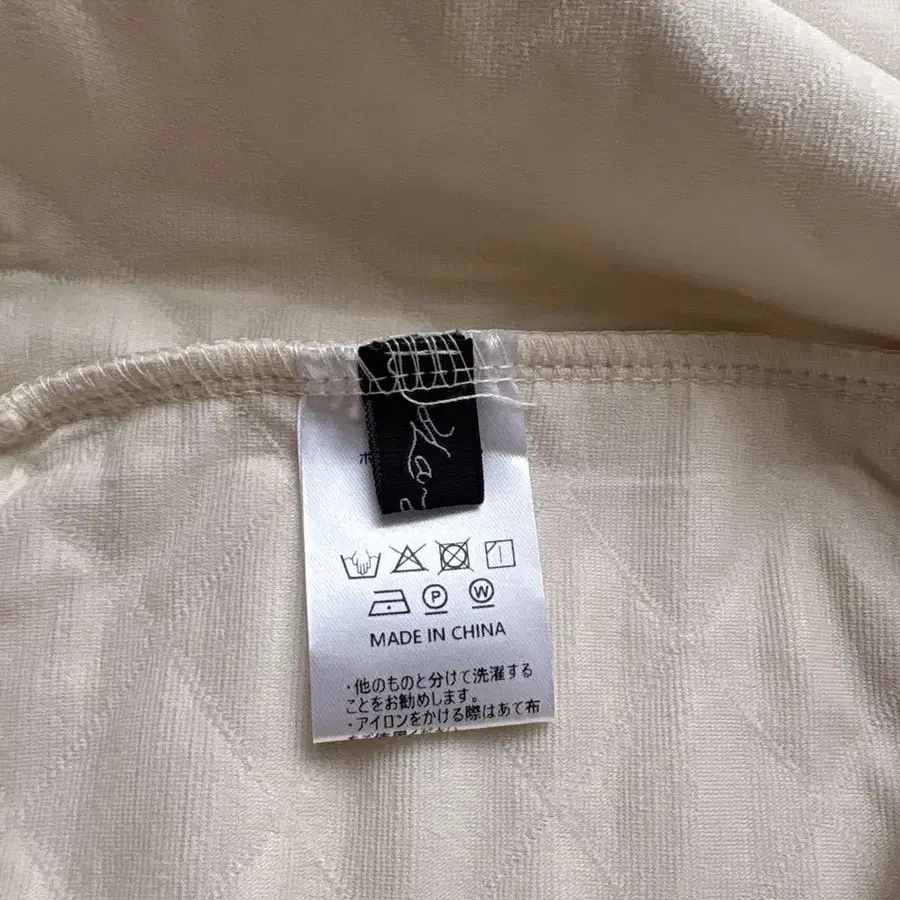 P W
MADE IN CHINA
・他のものと分けて洗濯する
ことをお勧めします。
・アイロンをかける際はあて布